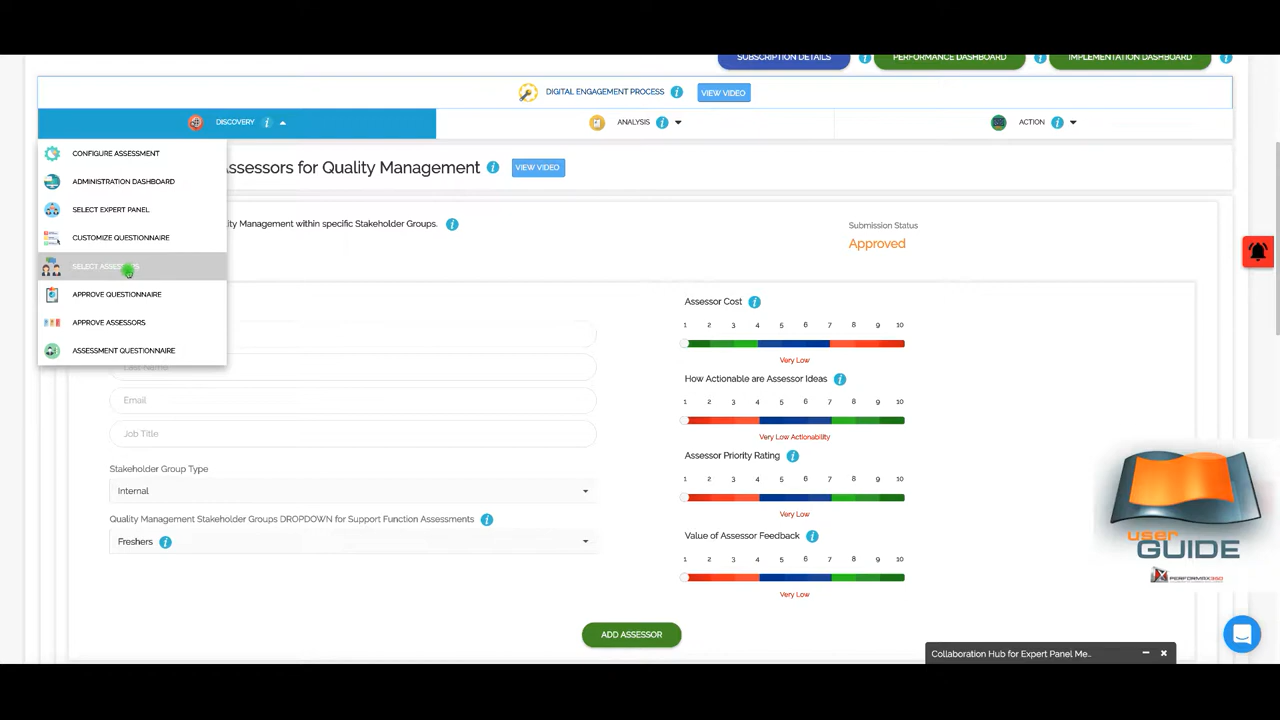 SUBSCRIPTION DETAILS
PERFORMANCE DASHBOARD
IMPLEMENTATION DASHBOARD
DIGITAL ENGAGEMENT PROCESS
VIEW VIDEO
DISCOVERY
ANALYSIS
ACTION
CONFIGURE ASSESSMENT
ADMINISTRATION DASHBOARD
SELECT EXPERT PANEL
CUSTOMIZE QUESTIONNAIRE
SELECT ASSESSORS
APPROVE QUESTIONNAIRE
APPROVE ASSESSORS
ASSESSMENT QUESTIONNAIRE
Assessors for Quality Management
VIEW VIDEO
Management within specific Stakeholder Groups.
Submission Status
Approved
Last Name
Email
Job Title
Stakeholder Group Type
Internal
Quality Management Stakeholder Groups DROPDOWN for Support Function Assessments
Freshers
Assessor Cost
1 2 3 4 5 6 7 8 9 10
Very Low
How Actionable are Assessor Ideas
1 2 3 4 5 6 7 8 9 10
Very Low Actionability
Assessor Priority Rating
1 2 3 4 5 6 7 8 9 10
Very Low
Value of Assessor Feedback
1 2 3 4 5 6 7 8 9 10
Very Low
ADD ASSESSOR
user
GUIDE
PERFORMAX360
Collaboration Hub for Expert Panel Me...